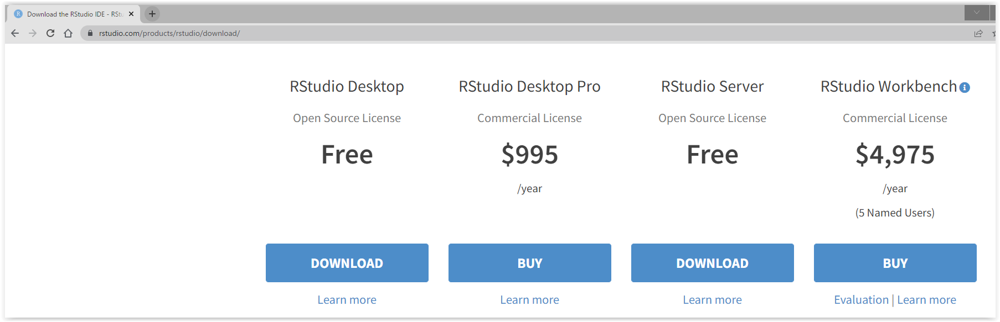 R Download the RStudio IDE - RStu
rstudio.com/products/rstudio/download/
RStudio Desktop
Open Source License
Free
DOWNLOAD
Learn more
RStudio Desktop Pro
Commercial License
$995
/year
BUY
Learn more
RStudio Server
Open Source License
Free
DOWNLOAD
Learn more
RStudio Workbench i
Commercial License
$4,975
/year
(5 Named Users)
BUY
Evaluation | Learn more